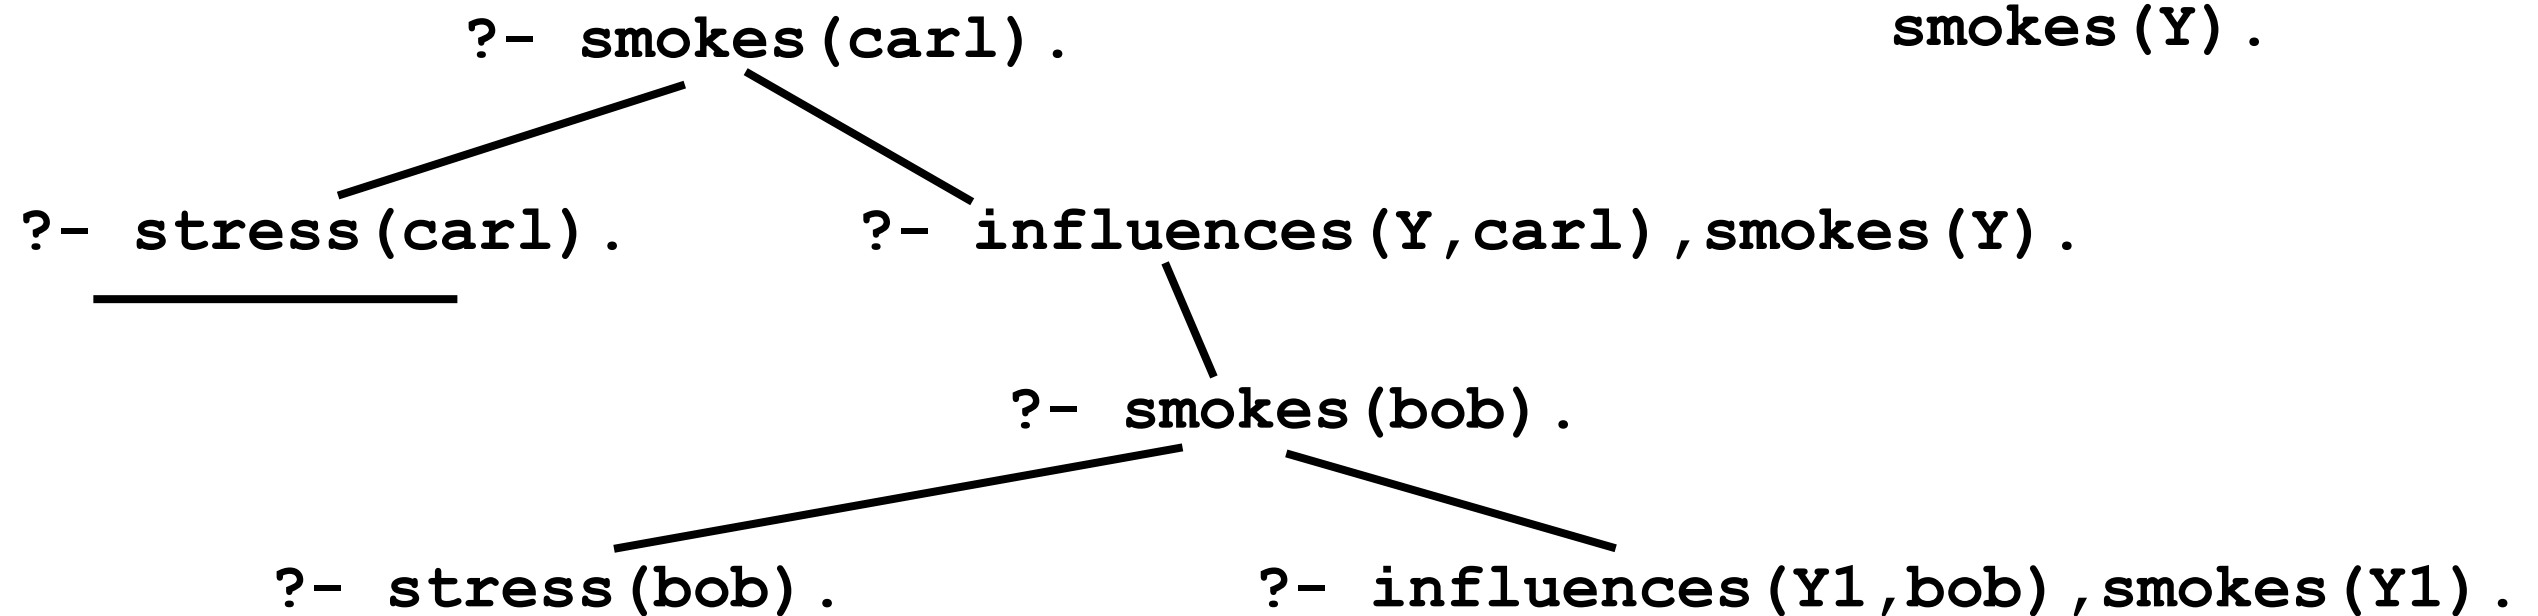 ?- smokes(carl).
smokes(Y).
?- stress(carl).
?- influences(Y,carl),smokes(Y).
?- smokes(bob).
?- stress(bob).
?- influences(Y1,bob),smokes(Y1).